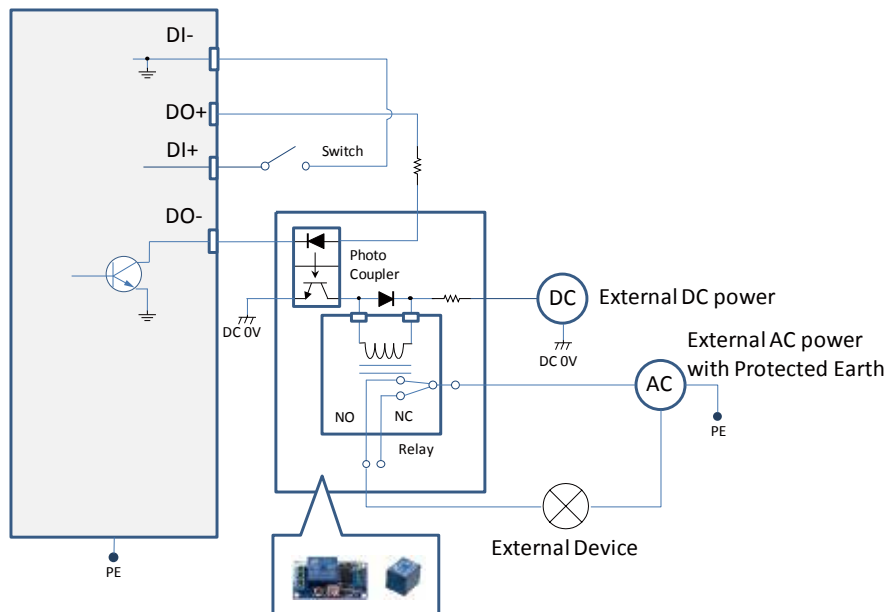 DI-
DO+
DI+
Switch
DO-
Photo
Coupler
DC 0V
DC
External DC power
DC 0V
External AC power
with Protected Earth
AC
PE
NO
NC
Relay
External Device
PE